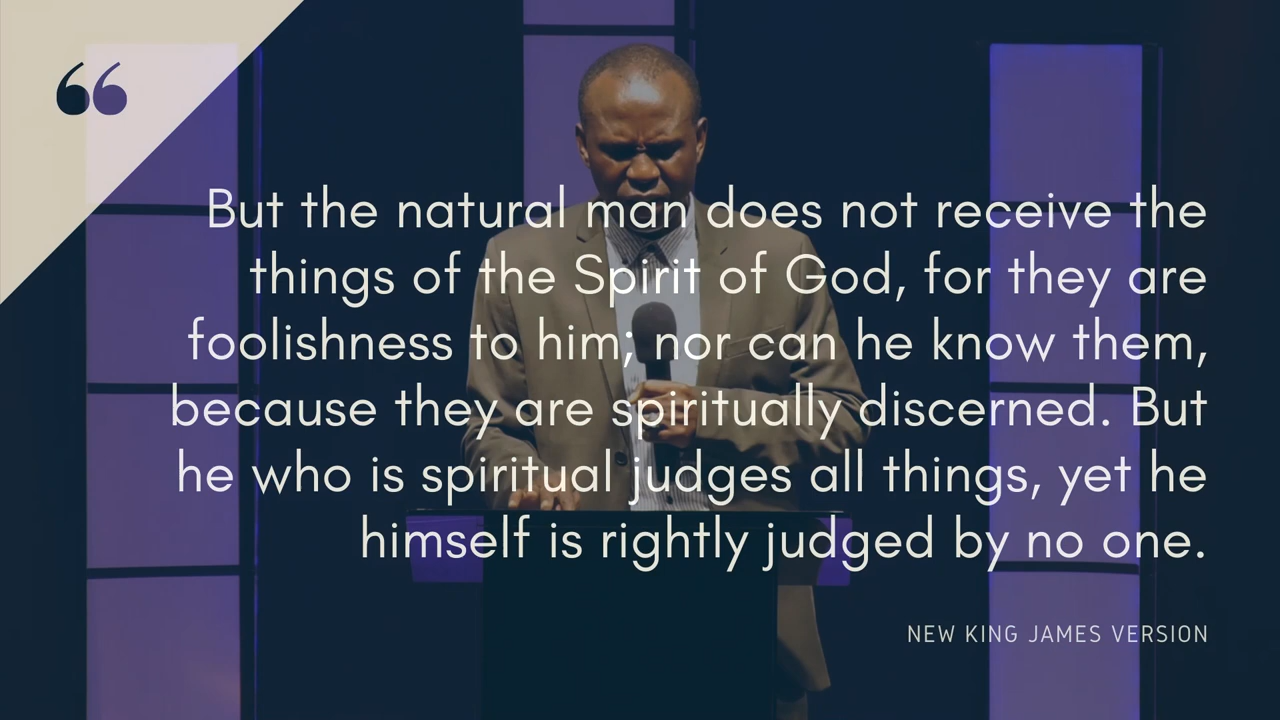 But the natural man does not receive the
things of the Spirit of God, for they are
foolishness to him; nor can he know them,
because they are spiritually discerned. But
he who is spiritual judges all things, yet he
himself is rightly judged by no one.
NEW KING JAMES VERSION